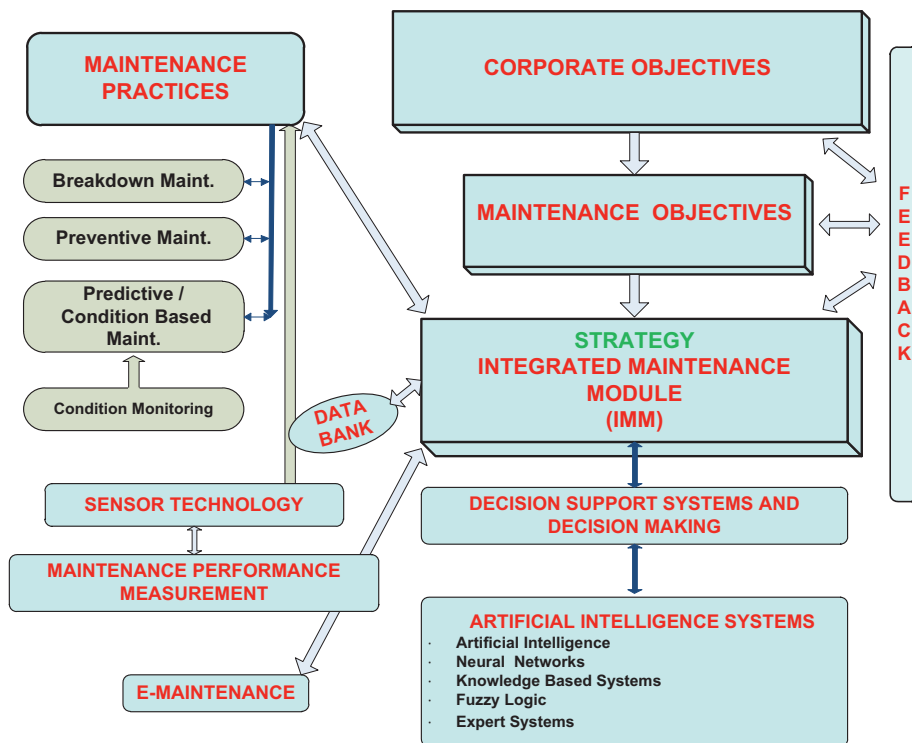 MAINTENANCE
PRACTICES
Breakdown Maint.
Preventive Maint.
Predictive /
Condition Based
Maint.
Condition Monitoring
SENSOR TECHNOLOGY
MAINTENANCE PERFORMANCE
MEASUREMENT
E-MAINTENANCE
DATA
BANK
CORPORATE OBJECTIVES
MAINTENANCE OBJECTIVES
STRATEGY
INTEGRATED MAINTENANCE
MODULE
(IMM)
DECISION SUPPORT SYSTEMS AND
DECISION MAKING
ARTIFICIAL INTELLIGENCE SYSTEMS
· Artificial Intelligence
· Neural Networks
· Knowledge Based Systems
· Fuzzy Logic
· Expert Systems
F
E
E
D
B
A
C
K